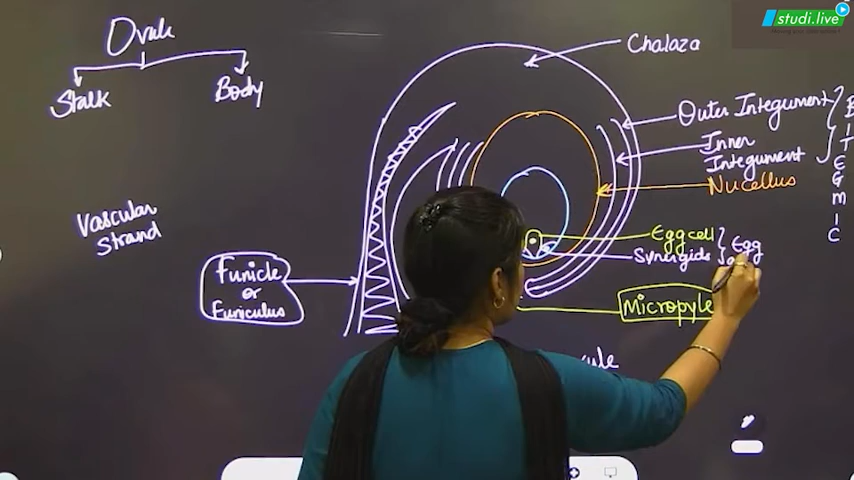 studi.live
Ovule
Stalk
Body
Chalaza
Outer Integument
Inner
Integument
B
I
T
E
G
M
I
C
Nucellus
Vascular
Strand
Egg cell
Synergids
Egg
Funicle
or
Funiculus
Micropyle